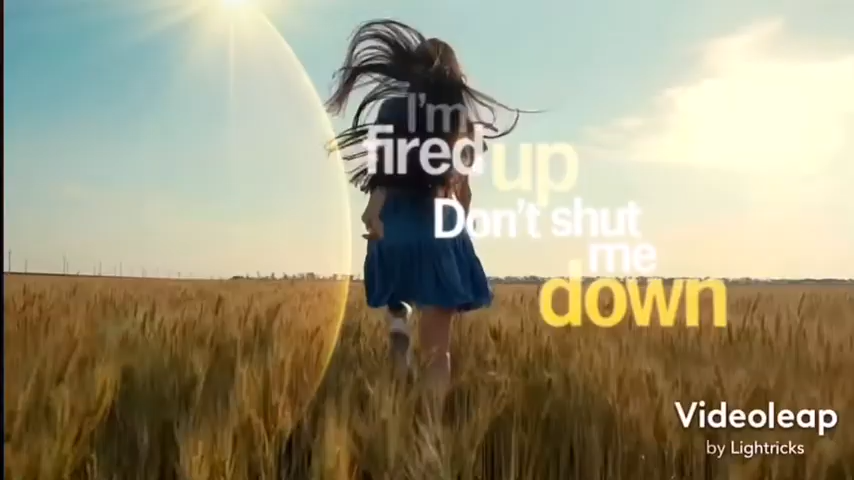 I'm
fired up
Don't shut
me
down
Videoleap
by Lightricks